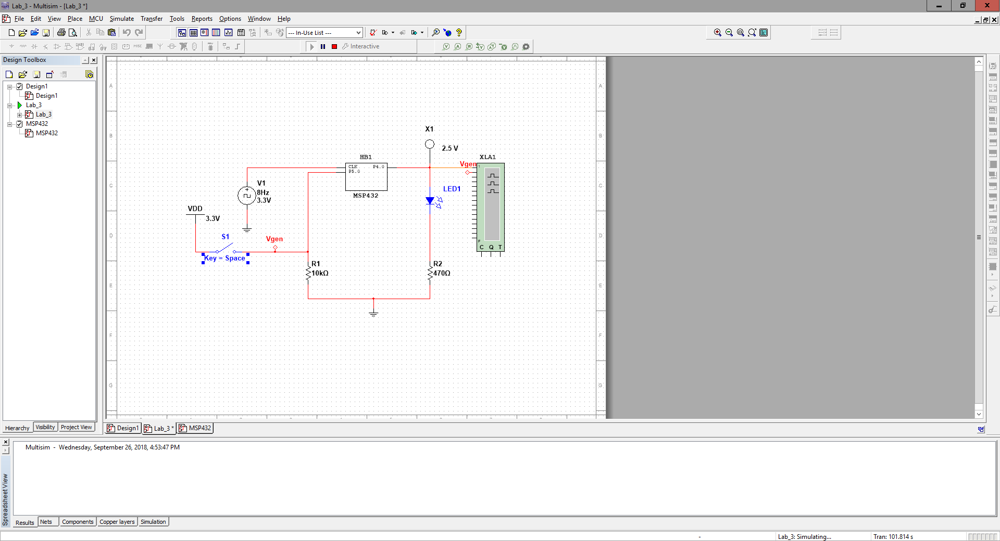 Lab_3 - Multisim - [Lab_3 *]
File Edit View Place MCU Simulate Transfer Tools Reports Options Window Help
--- In-Use List ---
Interactive
Design Toolbox
Design1
Design1
Lab_3
Lab_3
MSP432
MSP432
Hierarchy Visibility Project View
A A
B B
C C
D D
E E
F F
G G
X1
2.5 V
HB1
CLK P4.0
P5.0
MSP432
XLA1
Vgen
1
F
C Q T
V1
8Hz
3.3V
LED1
VDD
3.3V
S1
Key = Space
Vgen
R1
10kΩ
R2
470Ω
Design1 Lab_3 * MSP432
Multisim - Wednesday, September 26, 2018, 4:53:47 PM
Spreadsheet View
Results Nets Components Copper layers Simulation
- Lab_3: Simulating... Tran: 101.814 s